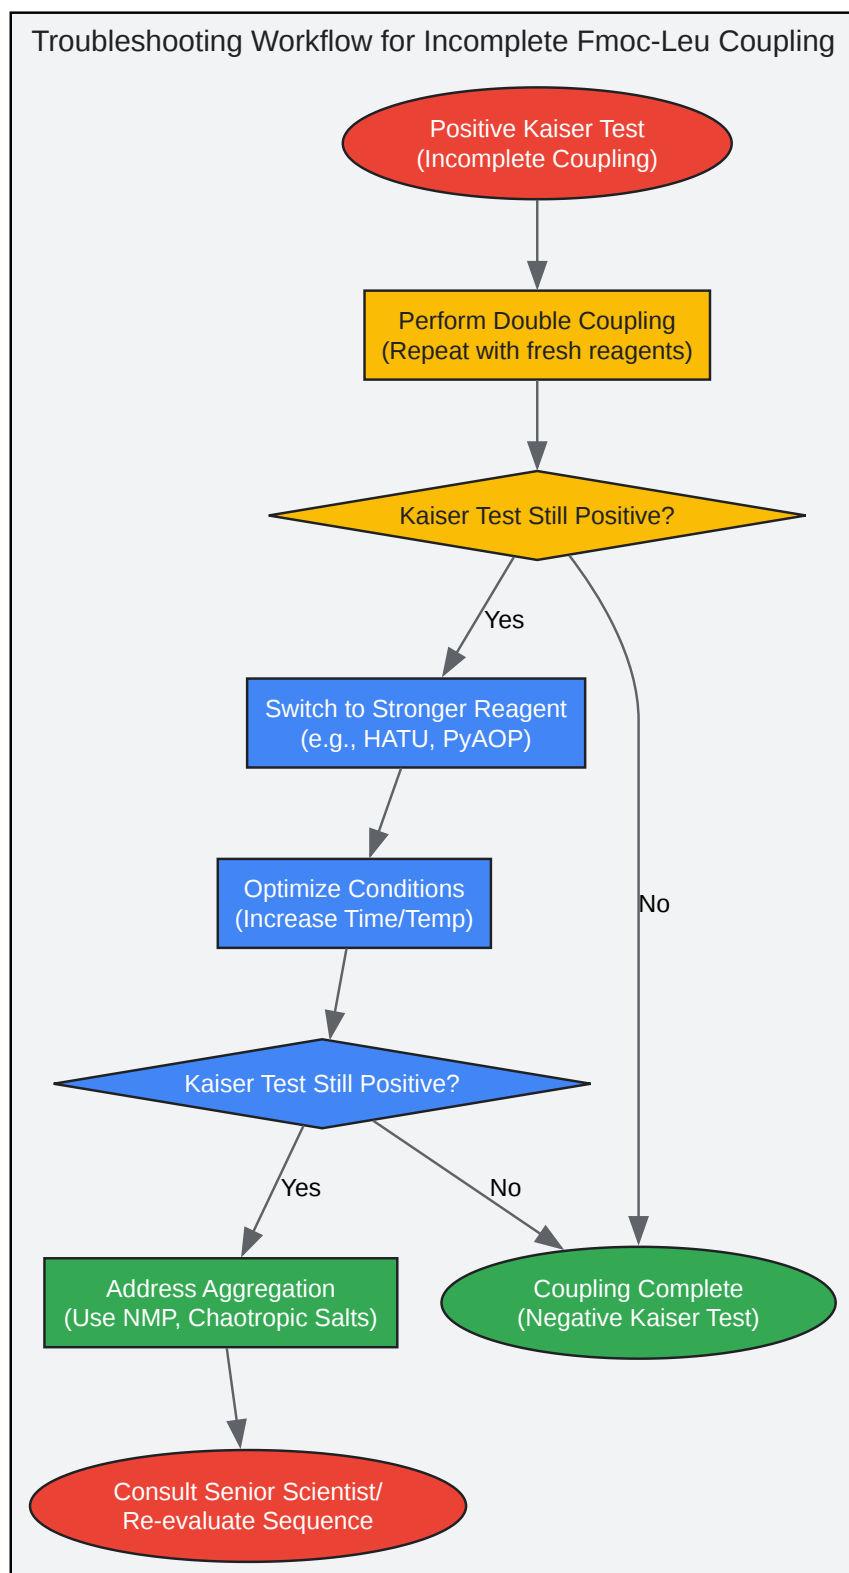 Troubleshooting Workflow for Incomplete Fmoc-Leu Coupling
Positive Kaiser Test
(Incomplete Coupling)
Perform Double Coupling
(Repeat with fresh reagents)
Kaiser Test Still Positive?
Yes
Switch to Stronger Reagent
(e.g., HATU, PyAOP)
Optimize Conditions
(Increase Time/Temp)
No
Kaiser Test Still Positive?
Yes
No
Address Aggregation
(Use NMP, Chaotropic Salts)
Coupling Complete
(Negative Kaiser Test)
Consult Senior Scientist/
Re-evaluate Sequence